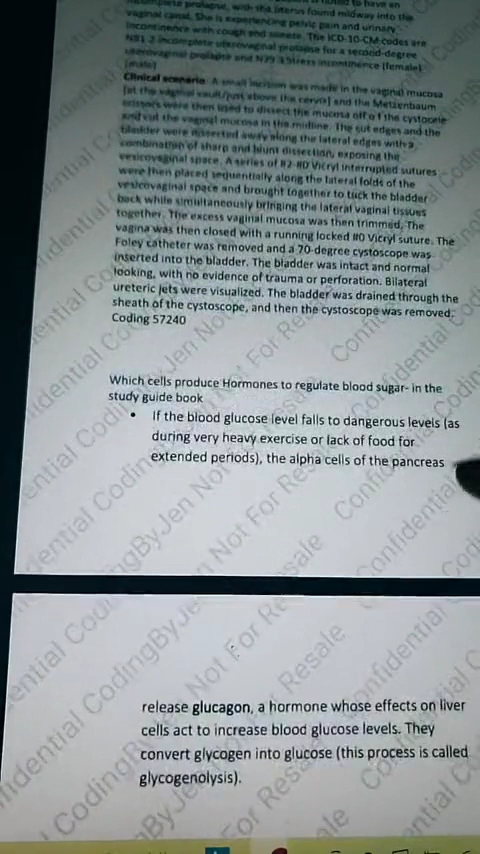 incomplete prolapse, with the uterus found midway into the
vaginal canal. She is experiencing pelvic pain and urinary
incontinence with cough and sneeze. The ICD-10-CM codes are
N81.2 Incomplete uterovaginal prolapse for a second-degree
uterovaginal prolapse and N39.3 Stress incontinence (female)
(male)
Clinical scenario: A small incision was made in the vaginal mucosa
(at the vaginal vault/just above the cervix) and the Metzenbaum
scissors were then used to dissect the mucosa off of the cystocele
and cut the vaginal mucosa in the midline. The cut edges and the
bladder were dissected away along the lateral edges with a
combination of sharp and blunt dissection, exposing the
vesicovaginal space. A series of #2-#0 Vicryl interrupted sutures
were then placed sequentially along the lateral folds of the
vesicovaginal space and brought together to tuck the bladder
back while simultaneously bringing the lateral vaginal tissues
together. The excess vaginal mucosa was then trimmed. The
vagina was then closed with a running locked #0 Vicryl suture. The
Foley catheter was removed and a 70-degree cystoscope was
inserted into the bladder. The bladder was intact and normal
looking, with no evidence of trauma or perforation. Bilateral
ureteric jets were visualized. The bladder was drained through the
sheath of the cystoscope, and then the cystoscope was removed.
Coding 57240
Which cells produce Hormones to regulate blood sugar- in the
study guide book
• If the blood glucose level falls to dangerous levels (as
during very heavy exercise or lack of food for
extended periods), the alpha cells of the pancreas
release glucagon, a hormone whose effects on liver
cells act to increase blood glucose levels. They
convert glycogen into glucose (this process is called
glycogenolysis).
Confidential CodingByJen Not For Resale